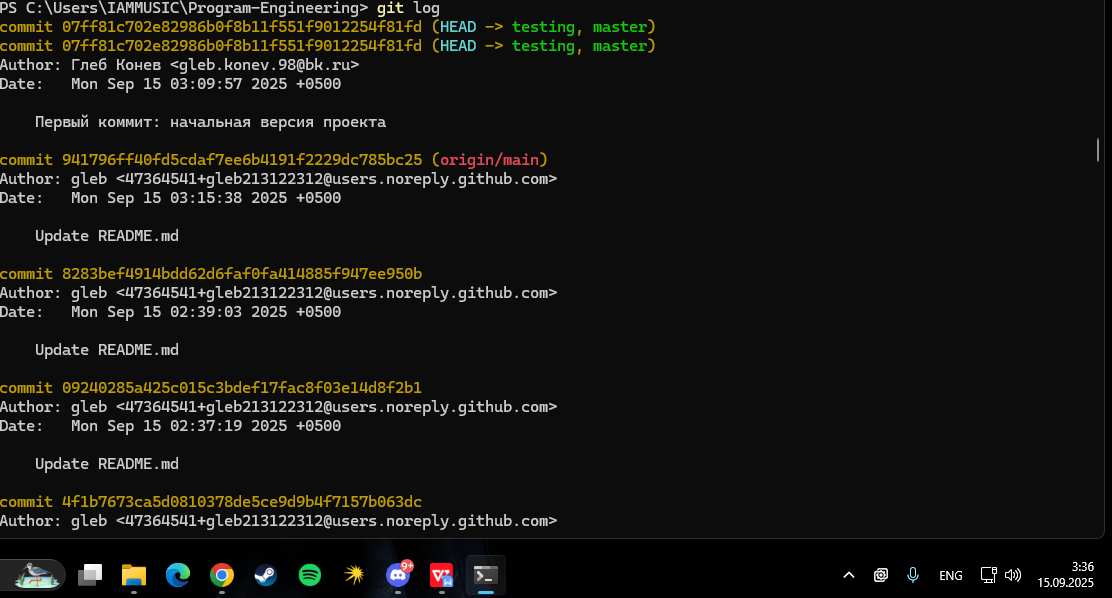 PS C:\Users\IAMMUSIC\Program-Engineering> git log
commit 07ff81c702e82986b0f8b11f551f9012254f81fd (HEAD -> testing, master)
commit 07ff81c702e82986b0f8b11f551f9012254f81fd (HEAD -> testing, master)
Author: Глеб Конев <gleb.konev.98@bk.ru>
Date:   Mon Sep 15 03:09:57 2025 +0500
Первый коммит: начальная версия проекта
commit 941796ff40fd5cdaf7ee6b4191f2229dc785bc25 (origin/main)
Author: gleb <47364541+gleb213122312@users.noreply.github.com>
Date:   Mon Sep 15 03:15:38 2025 +0500
Update README.md
commit 8283bef4914bdd62d6faf0fa414885f947ee950b
Author: gleb <47364541+gleb213122312@users.noreply.github.com>
Date:   Mon Sep 15 02:39:03 2025 +0500
Update README.md
commit 09240285a425c015c3bdef17fac8f03e14d8f2b1
Author: gleb <47364541+gleb213122312@users.noreply.github.com>
Date:   Mon Sep 15 02:37:19 2025 +0500
Update README.md
commit 4f1b7673ca5d0810378de5ce9d9b4f7157b063dc
Author: gleb <47364541+gleb213122312@users.noreply.github.com>
9+
ENG
3:36
15.09.2025